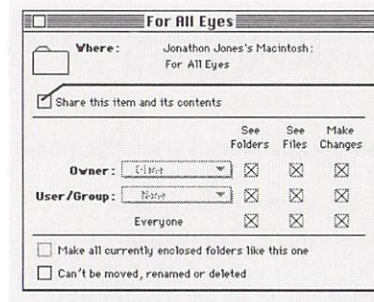 For All Eyes
Where: Jonathon Jones's Macintosh:
For All Eyes
Share this item and its contents
See Folders See Files Make Changes
Owner:
User/Group: None
Everyone
Make all currently enclosed folders like this one
Can't be moved, renamed or deleted